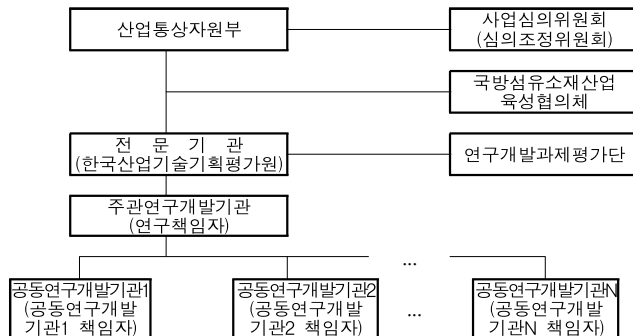 산업통상자원부
사업심의위원회
(심의조정위원회)
국방섬유소재산업
육성협의체
전 문 기 관
(한국산업기술기획평가원)
연구개발과제평가단
주관연구개발기관
(연구책임자)
...
공동연구개발기관1
(공동연구개발
기관1 책임자)
공동연구개발기관2
(공동연구개발
기관2 책임자)
...
공동연구개발기관N
(공동연구개발
기관N 책임자)